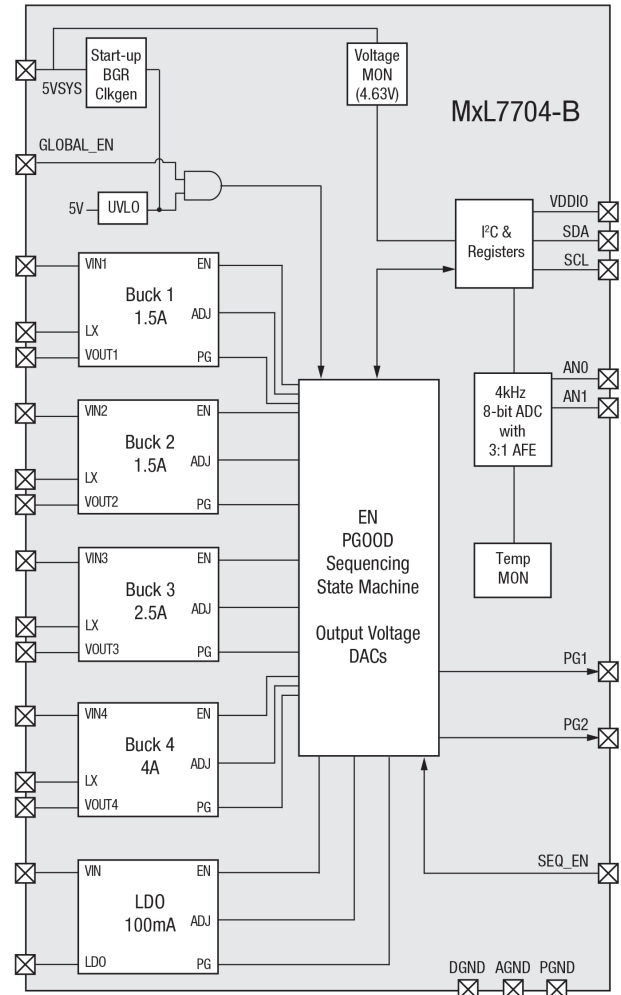 Start-up
BGR
Clkgen
5VSYS
Voltage
MON
(4.63V)
MxL7704-B
GLOBAL_EN
5V
UVLO
I²C &
Registers
VDDIO
SDA
SCL
VIN1
EN
Buck 1
1.5A
ADJ
LX
VOUT1
PG
4kHz
8-bit ADC
with
3:1 AFE
AN0
AN1
VIN2
EN
Buck 2
1.5A
ADJ
LX
VOUT2
PG
EN
PGOOD
Sequencing
State Machine
Output Voltage
DACs
Temp
MON
VIN3
EN
Buck 3
2.5A
ADJ
LX
VOUT3
PG
PG1
PG2
VIN4
EN
Buck 4
4A
ADJ
LX
VOUT4
PG
SEQ_EN
VIN
EN
LDO
100mA
ADJ
LDO
PG
DGND AGND PGND